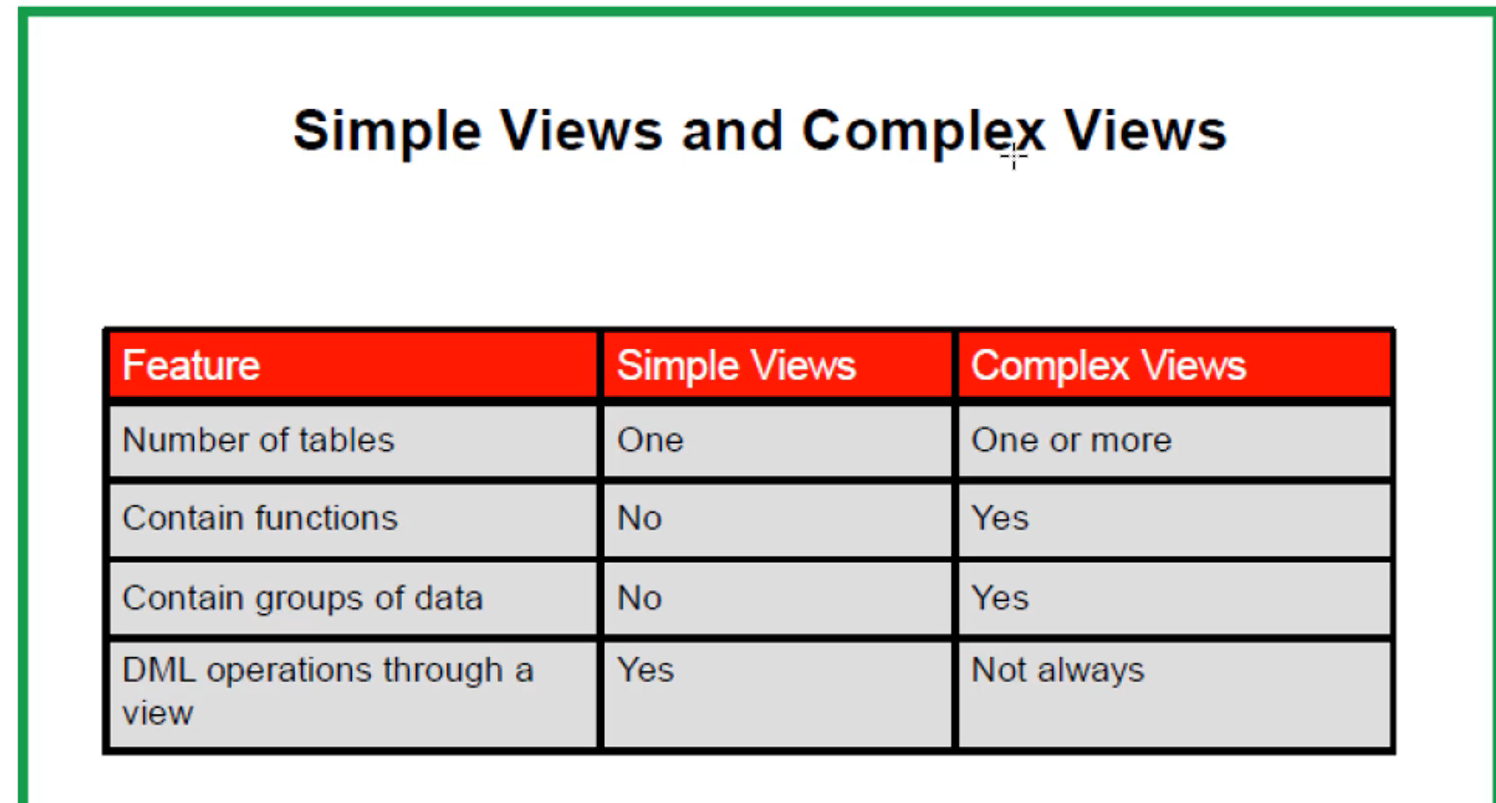 Simple Views and Complex Views
Feature Simple Views Complex Views
Number of tables One One or more
Contain functions No Yes
Contain groups of data No Yes
DML operations through a Yes Not always
view